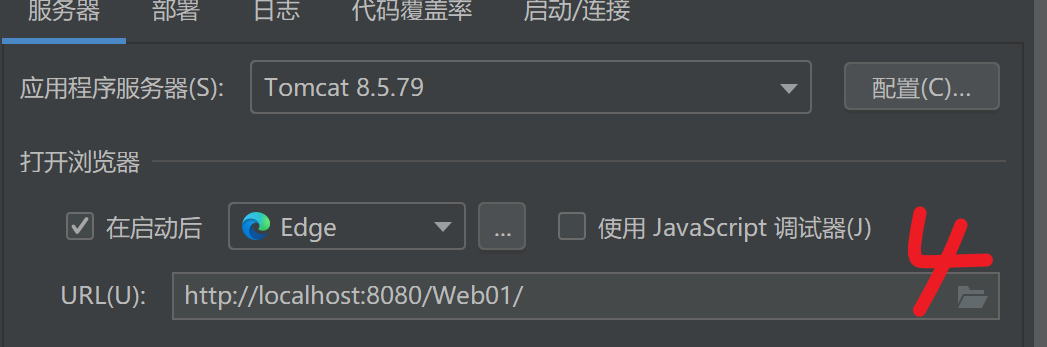 服务器 部署 日志 代码覆盖率 启动/连接
应用程序服务器(S): Tomcat 8.5.79 配置(C)...
打开浏览器
在启动后 Edge ... 使用 JavaScript 调试器(J)
4
URL(U): http://localhost:8080/Web01/